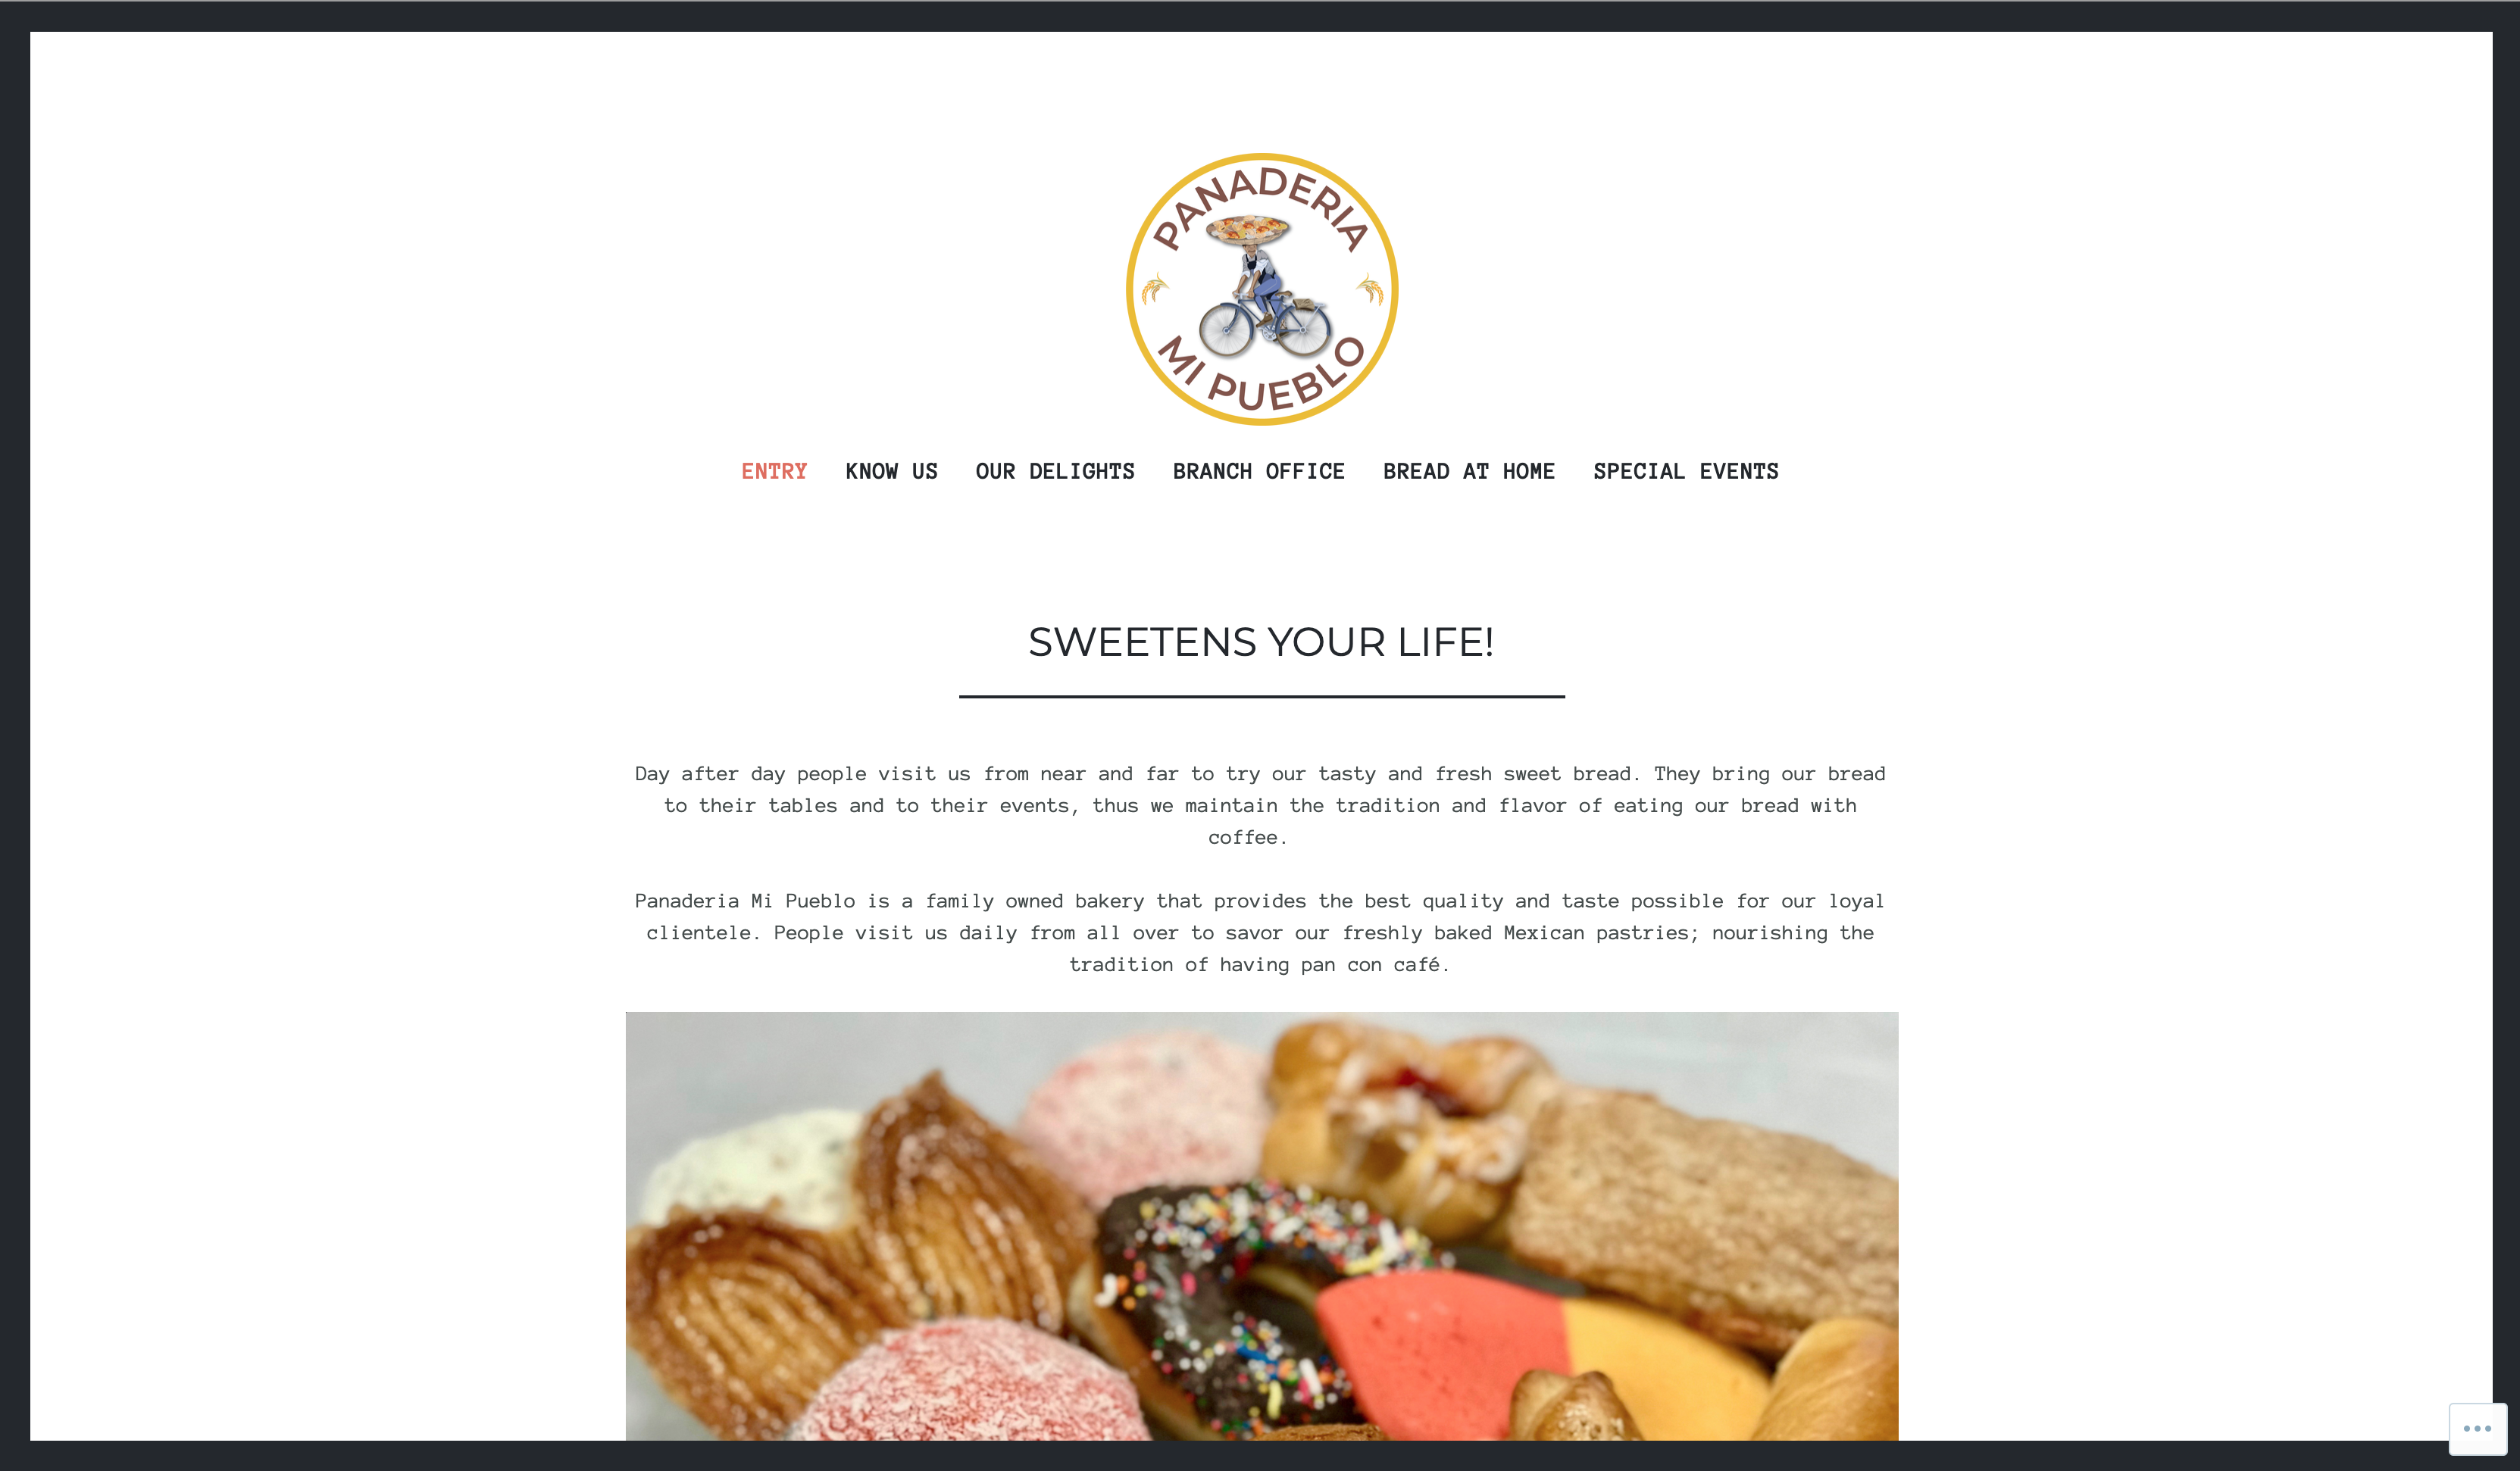 PANADERIA
MI PUEBLO
ENTRY KNOW US OUR DELIGHTS BRANCH OFFICE BREAD AT HOME SPECIAL EVENTS
SWEETENS YOUR LIFE!
Day after day people visit us from near and far to try our tasty and fresh sweet bread. They bring our bread
to their tables and to their events, thus we maintain the tradition and flavor of eating our bread with
coffee.
Panaderia Mi Pueblo is a family owned bakery that provides the best quality and taste possible for our loyal
clientele. People visit us daily from all over to savor our freshly baked Mexican pastries; nourishing the
tradition of having pan con café.